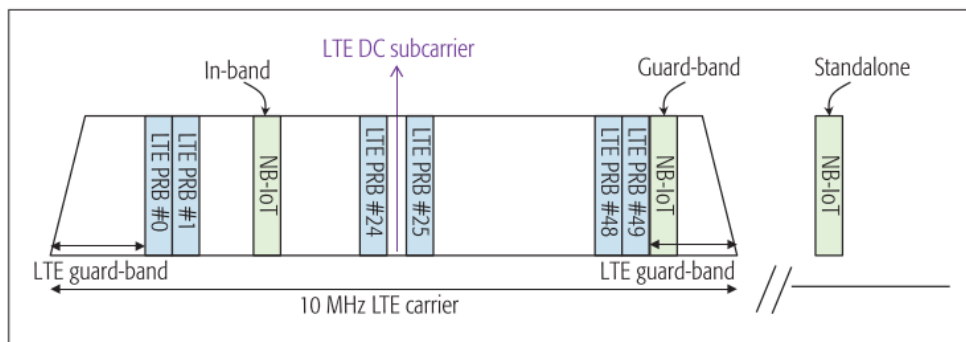 LTE DC subcarrier
In-band
Guard-band
Standalone
LTE PRB #0
LTE PRB #1
NB-IoT
LTE PRB #24
LTE PRB #25
LTE PRB #48
LTE PRB #49
NB-IoT
NB-IoT
LTE guard-band
LTE guard-band
10 MHz LTE carrier